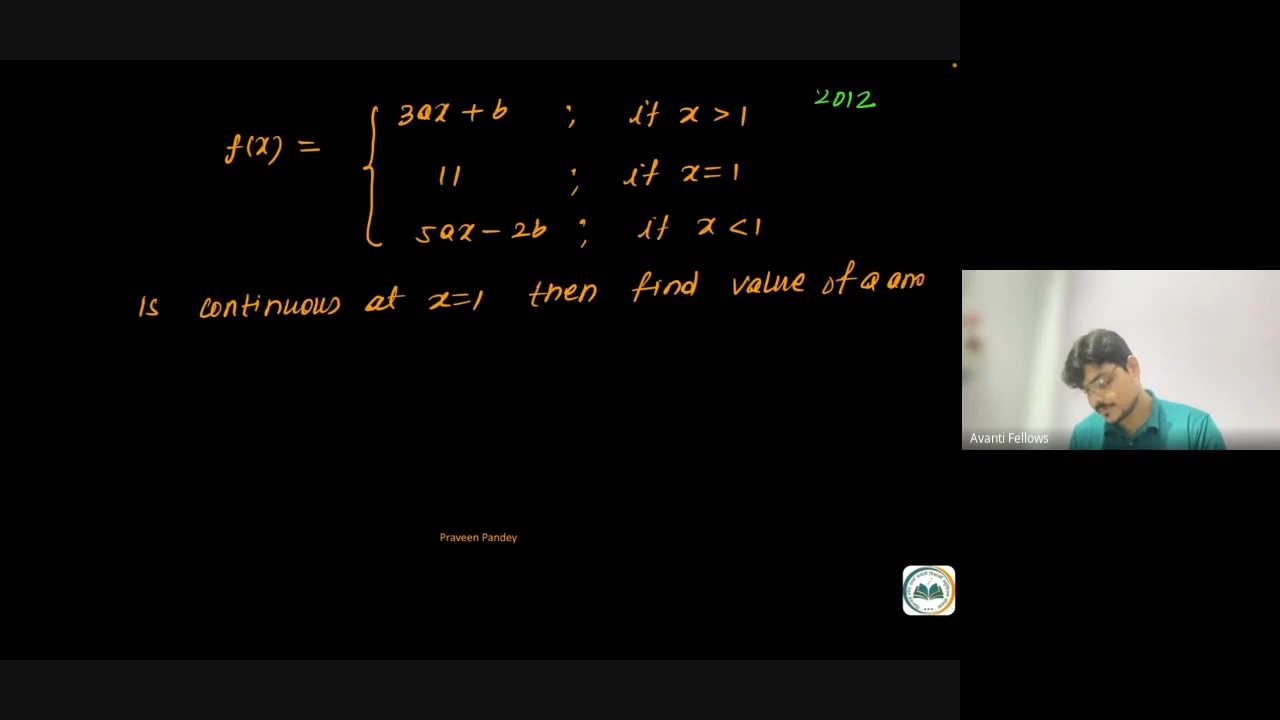 2012
f(x) = { 3ax + b ; if x > 1
11 ; if x = 1
5ax - 2b ; if x < 1
Is continuous at x=1 then find value of a and
Avanti Fellows
Praveen Pandey